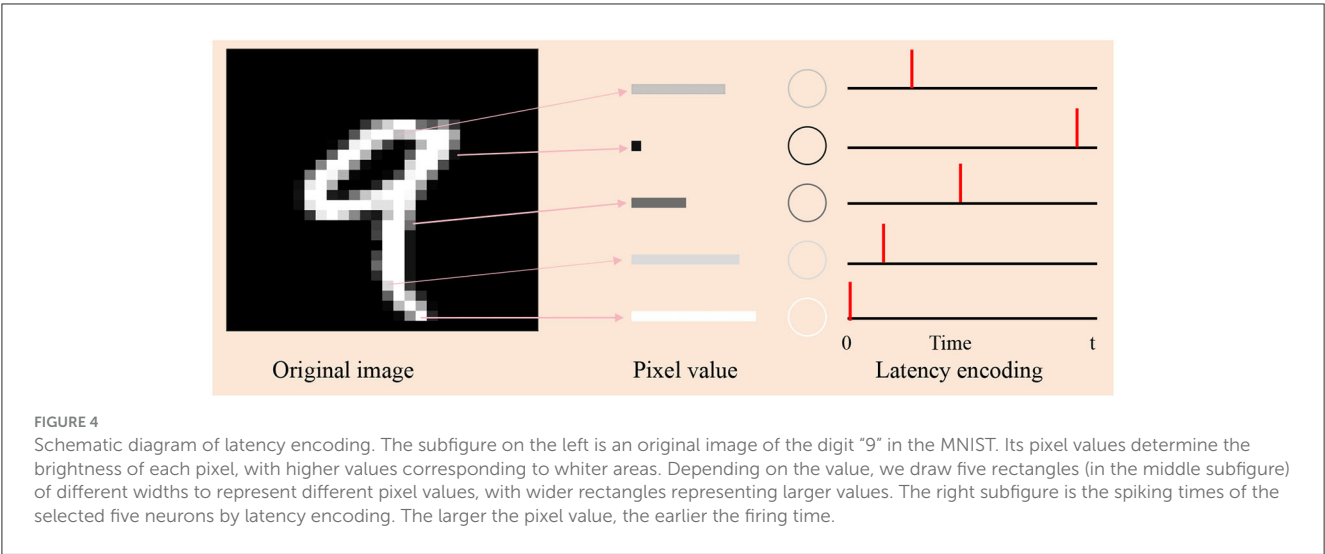 0 Time t
Original image Pixel value Latency encoding
FIGURE 4
Schematic diagram of latency encoding. The subfigure on the left is an original image of the digit “9” in the MNIST. Its pixel values determine the
brightness of each pixel, with higher values corresponding to whiter areas. Depending on the value, we draw five rectangles (in the middle subfigure)
of different widths to represent different pixel values, with wider rectangles representing larger values. The right subfigure is the spiking times of the
selected five neurons by latency encoding. The larger the pixel value, the earlier the firing time.